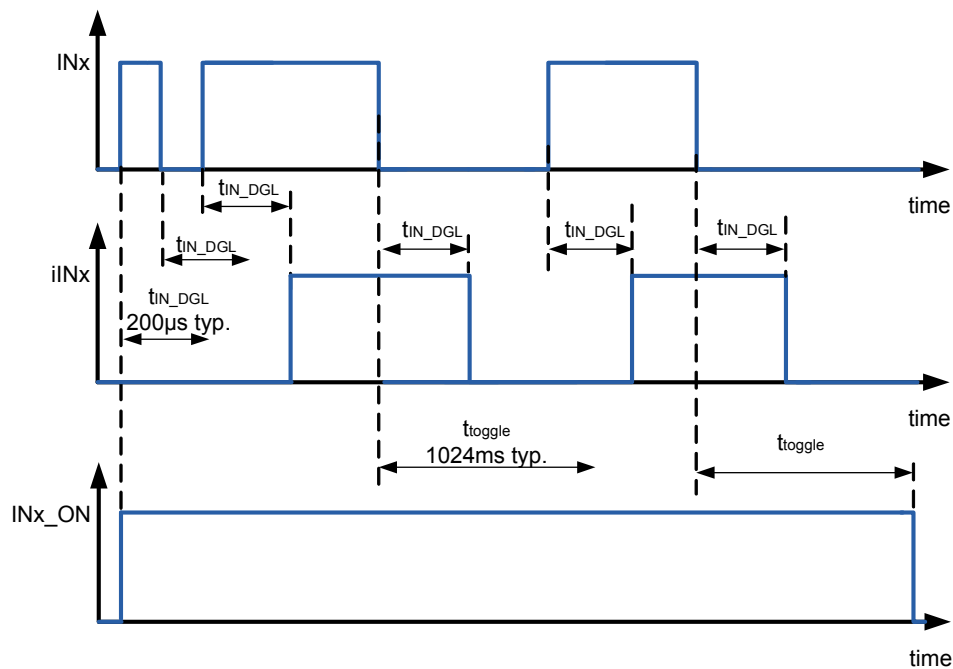 INx
time
tIN_DGL
tIN_DGL
tIN_DGL
tIN_DGL
tIN_DGL
iINx
tIN_DGL
200µs typ.
time
ttoggle
1024ms typ.
ttoggle
INx_ON
time